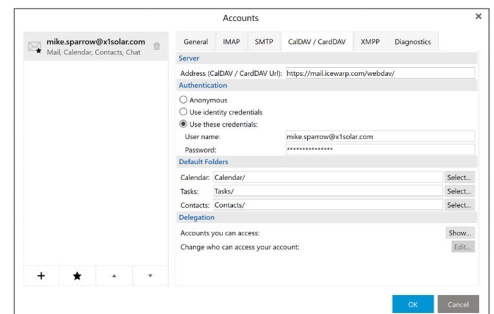 Accounts
mike.sparrow@x1solar.com
Mail, Calendar, Contacts, Chat
General IMAP SMTP CalDAV / CardDAV XMPP Diagnostics
Server
Address (CalDAV / CardDAV Url): https://mail.icewarp.com/webdav/
Authentication
Anonymous
Use identity credentials
Use these credentials:
User name: mike.sparrow@x1solar.com
Password: ***************
Default Folders
Calendar: Calendar/ Select...
Tasks: Tasks/ Select...
Contacts: Contacts/ Select...
Delegation
Accounts you can access: Show...
Change who can access your account: Edit...
OK Cancel